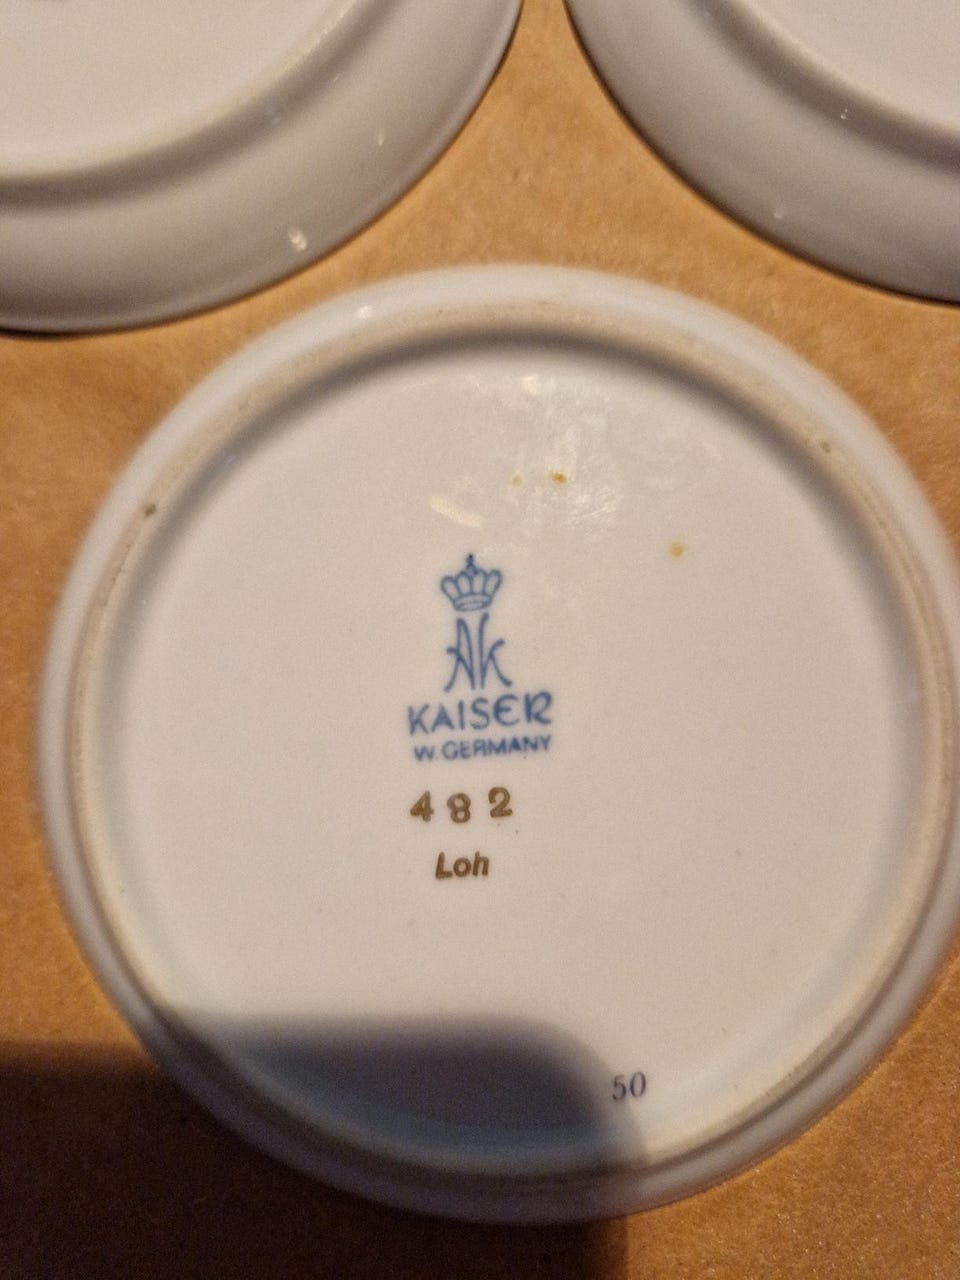 AK
KAISER
W. GERMANY
482
Loh
50